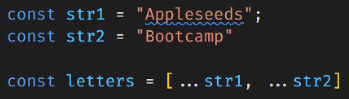 const str1 = "Appleseeds";
const str2 = "Bootcamp"
const letters = [...str1, ...str2]